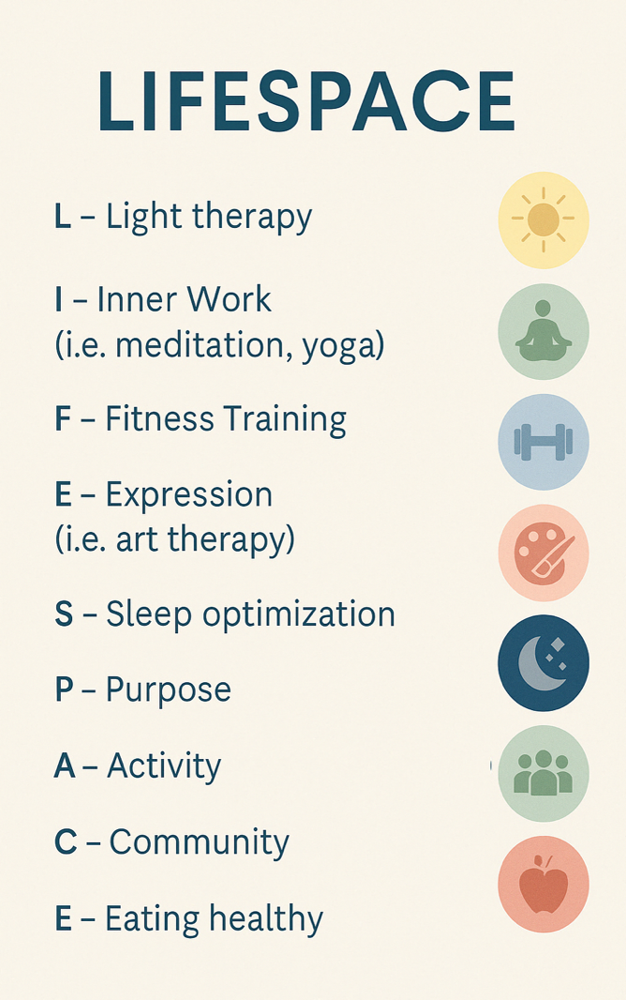 LIFESPACE
L – Light therapy
I – Inner Work
(i.e. meditation, yoga)
F – Fitness Training
E – Expression
(i.e. art therapy)
S – Sleep optimization
P – Purpose
A – Activity
C – Community
E – Eating healthy